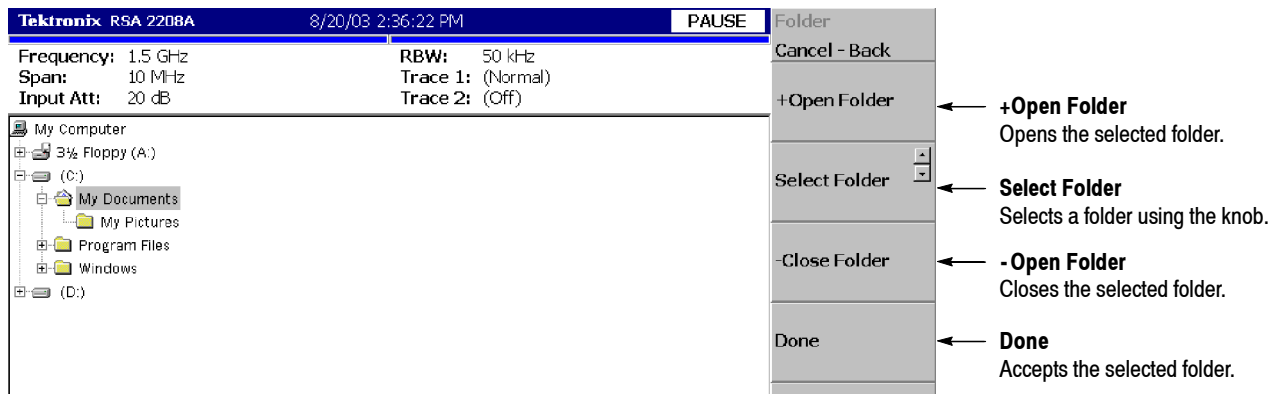 Tektronix RSA 2208A 8/20/03 2:36:22 PM PAUSE
Frequency: 1.5 GHz RBW: 50 kHz
Span: 10 MHz Trace 1: (Normal)
Input Att: 20 dB Trace 2: (Off)
My Computer
3½ Floppy (A:)
(C:)
My Documents
My Pictures
Program Files
Windows
(D:)
Folder
Cancel - Back
+Open Folder
Select Folder
-Close Folder
Done
+Open Folder
Opens the selected folder.
Select Folder
Selects a folder using the knob.
-Open Folder
Closes the selected folder.
Done
Accepts the selected folder.